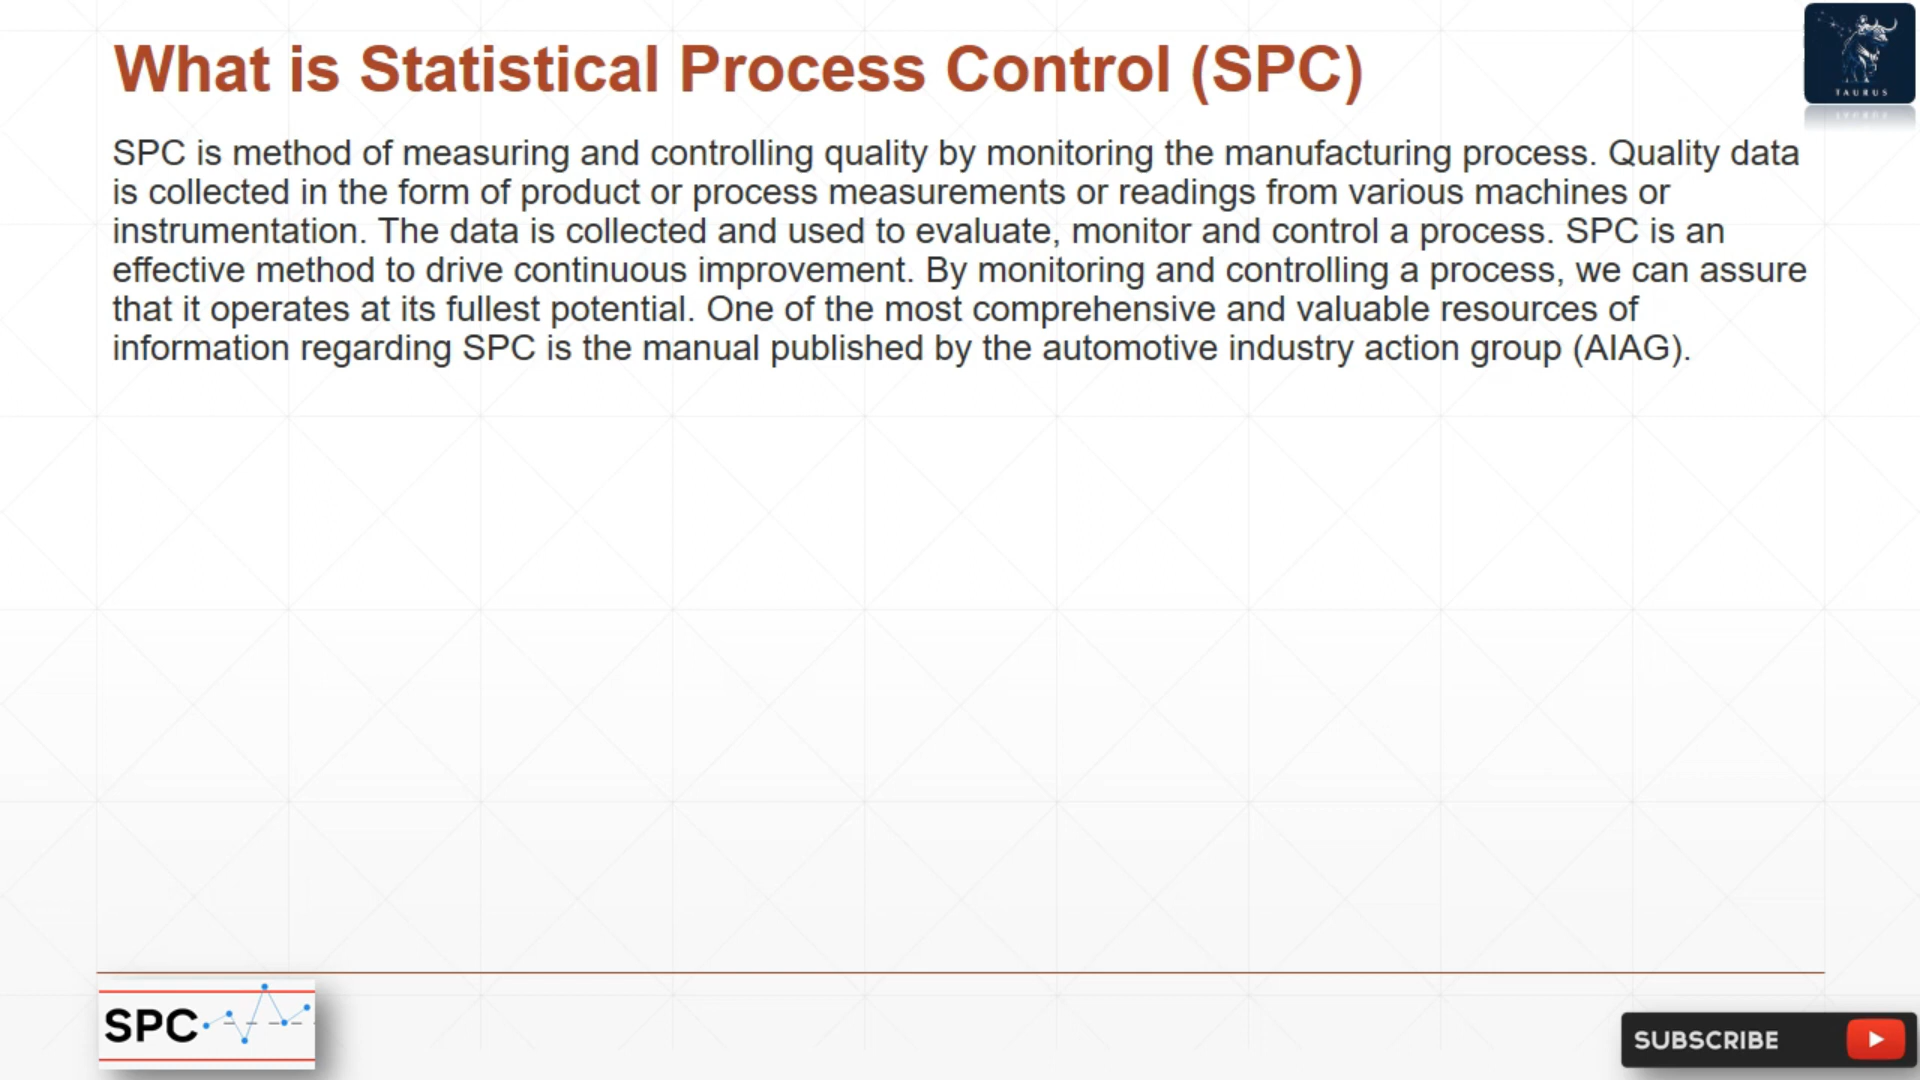 What is Statistical Process Control (SPC)
TAURUS
SPC is method of measuring and controlling quality by monitoring the manufacturing process. Quality data
is collected in the form of product or process measurements or readings from various machines or
instrumentation. The data is collected and used to evaluate, monitor and control a process. SPC is an
effective method to drive continuous improvement. By monitoring and controlling a process, we can assure
that it operates at its fullest potential. One of the most comprehensive and valuable resources of
information regarding SPC is the manual published by the automotive industry action group (AIAG).
SPC
SUBSCRIBE